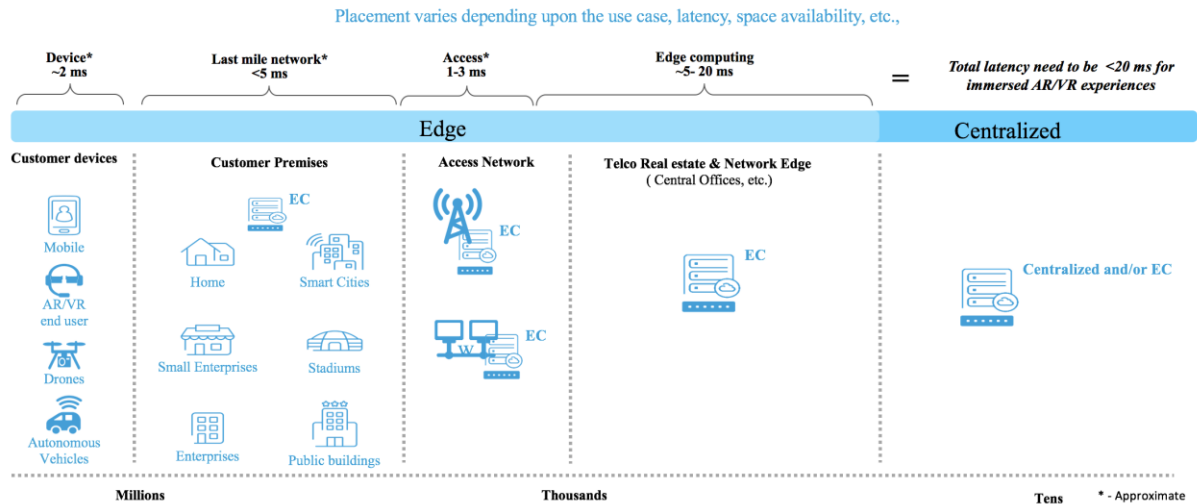 Placement varies depending upon the use case, latency, space availability, etc.,
Device*
~2 ms
Last mile network*
<5 ms
Access*
1-3 ms
Edge computing
~5- 20 ms
=
Total latency need to be <20 ms for
immersed AR/VR experiences
Edge
Centralized
Customer devices
Customer Premises
Access Network
Telco Real estate & Network Edge
( Central Offices, etc.)
Mobile
AR/VR
end user
Drones
Autonomous
Vehicles
EC
Home
Smart Cities
Small Enterprises
Stadiums
Enterprises
Public buildings
EC
W
EC
EC
Centralized and/or EC
Millions
Thousands
Tens
* - Approximate